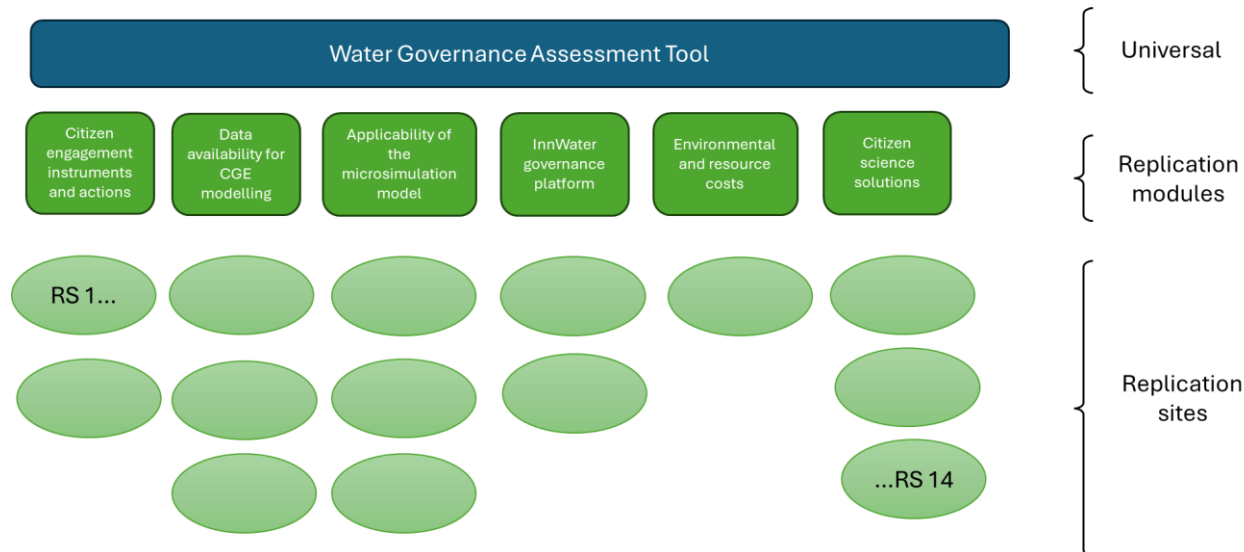 Water Governance Assessment Tool
Universal
Citizen
engagement
instruments
and actions
Data
availability for
CGE
modelling
Applicability of
the
microsimulation
model
InnWater
governance
platform
Environmental
and resource
costs
Citizen
science
solutions
Replication
modules
RS 1...
...RS 14
Replication
sites